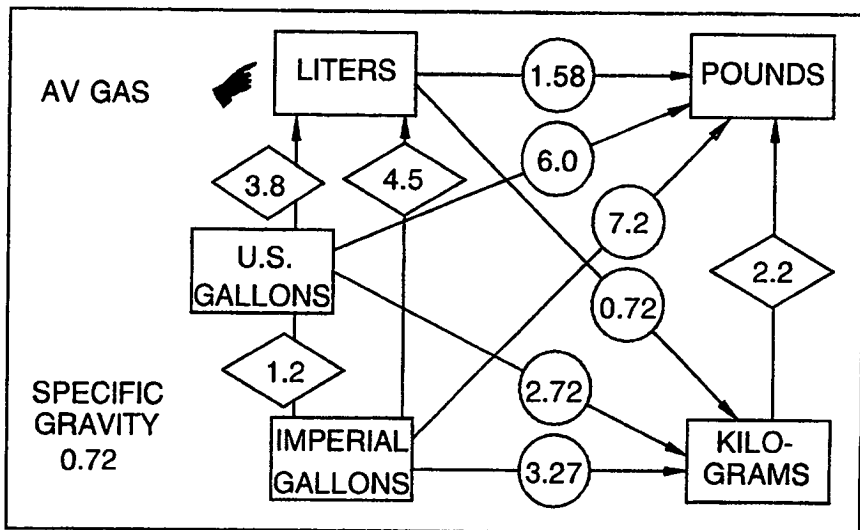 AV GAS
LITERS
1.58
POUNDS
3.8
4.5
6.0
7.2
U.S.
GALLONS
2.2
0.72
1.2
2.72
SPECIFIC
GRAVITY
0.72
IMPERIAL
GALLONS
3.27
KILO-
GRAMS